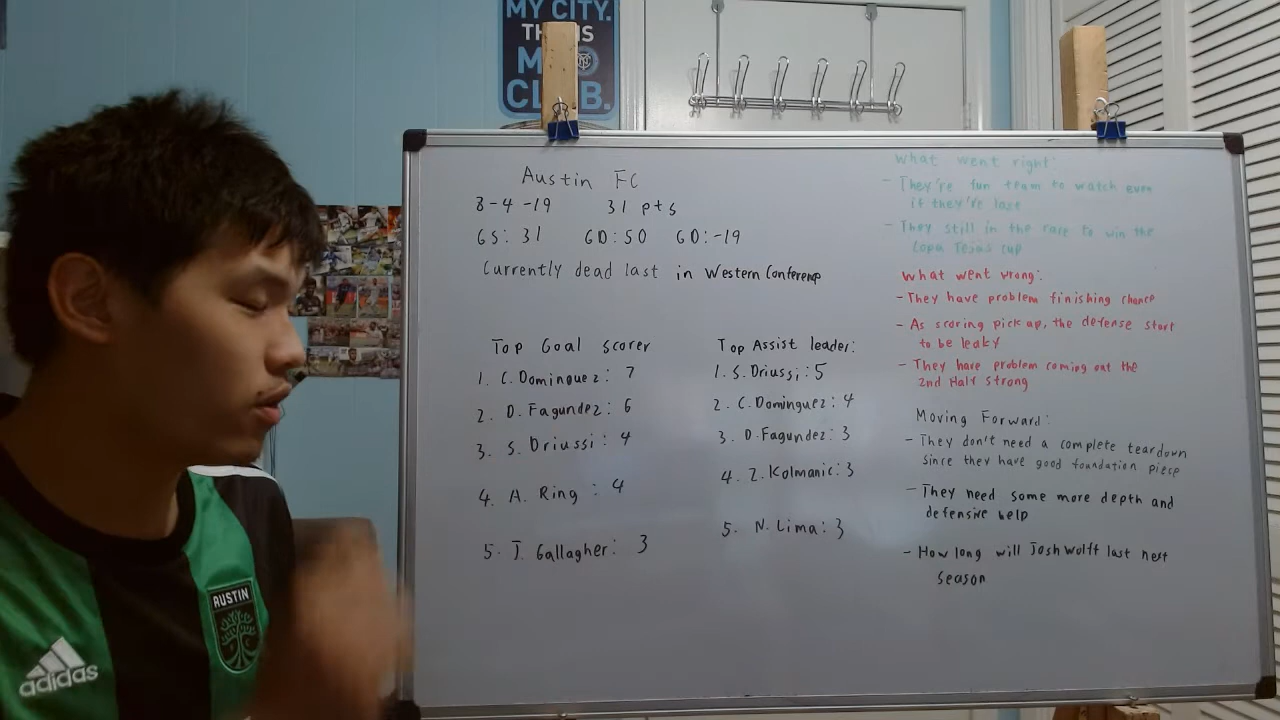 MY CITY.
THIS IS
MY
CLUB.
Austin FC
8-4-19 31 pts
GS: 31 GD: 50 GD: -19
Currently dead last in Western Conference
Top Goal scorer
1. C. Dominguez: 7
2. D. Fagundez: 6
3. S. Driussi: 4
4. A. Ring: 4
5. J. Gallagher: 3
Top Assist leader:
1. S. Driussi: 5
2. C. Dominguez: 4
3. D. Fagundez: 3
4. Z. Kolmanic: 3
5. N. Lima: 3
What went right:
- They're fun team to watch even
if they're last
- They still in the race to win the
Copa Tejas cup
What went wrong:
- They have problem finishing chance
- As scoring pick up, the defense start
to be leaky
- They have problem coming out the
2nd Half strong
Moving Forward:
- They don't need a complete teardown
since they have good foundation piece
- They need some more depth and
defensive help
- How long will Josh Wolff last next
season
AUSTIN
FC
adidas